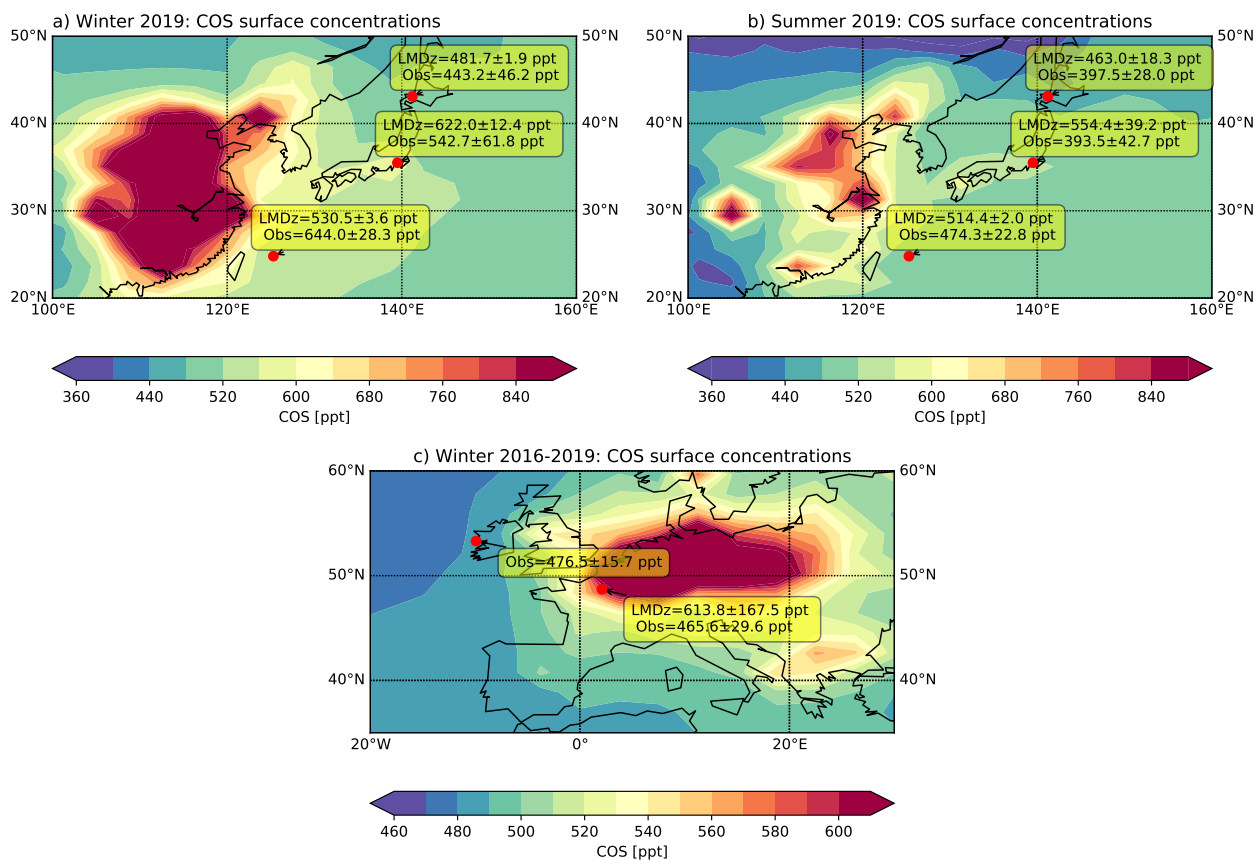 a) Winter 2019: COS surface concentrations
b) Summer 2019: COS surface concentrations
50°N
50°N
50°N
50°N
LMDz=481.7±1.9 ppt
Obs=443.2±46.2 ppt
LMDz=463.0±18.3 ppt
Obs=397.5±28.0 ppt
40°N
40°N
40°N
40°N
LMDz=622.0±12.4 ppt
Obs=542.7±61.8 ppt
LMDz=554.4±39.2 ppt
Obs=393.5±42.7 ppt
30°N
30°N
30°N
30°N
LMDz=530.5±3.6 ppt
Obs=644.0±28.3 ppt
LMDz=514.4±2.0 ppt
Obs=474.3±22.8 ppt
20°N
20°N
20°N
20°N
100°E 120°E 140°E 160°E
100°E 120°E 140°E 160°E
360 440 520 600 680 760 840
COS [ppt]
360 440 520 600 680 760 840
COS [ppt]
c) Winter 2016-2019: COS surface concentrations
60°N
60°N
Obs=476.5±15.7 ppt
50°N
50°N
LMDz=613.8±167.5 ppt
Obs=465.6±29.6 ppt
40°N
40°N
20°W 0° 20°E
460 480 500 520 540 560 580 600
COS [ppt]